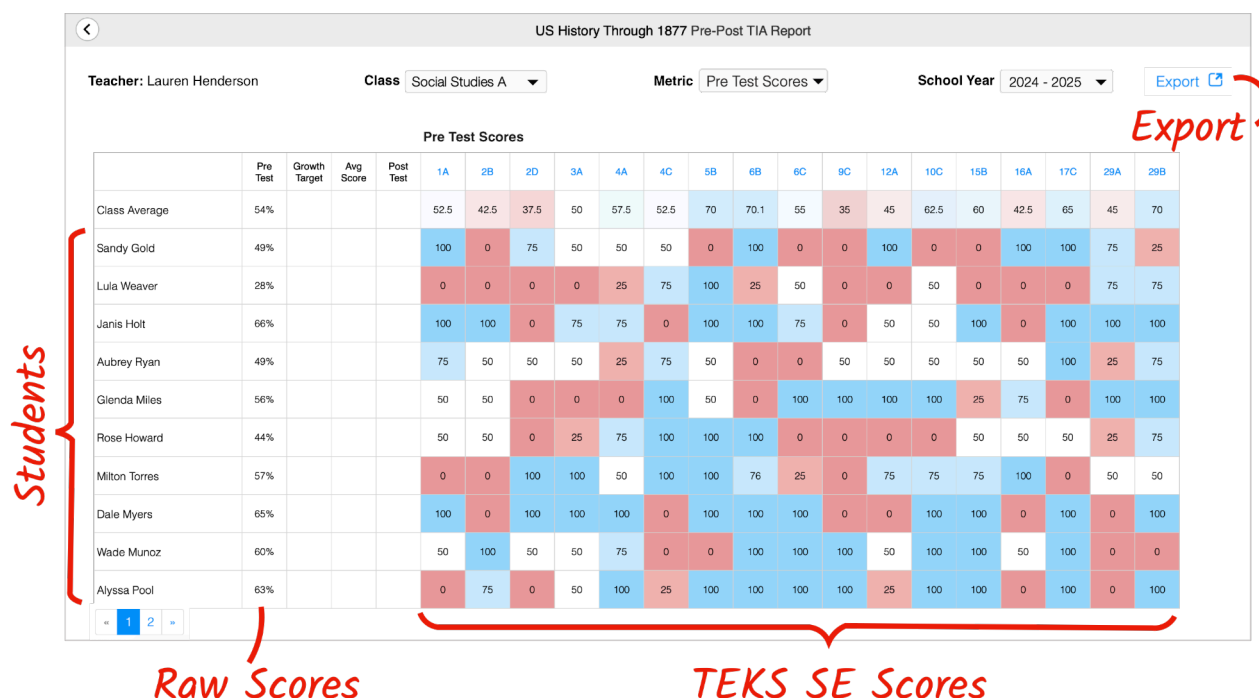 US History Through 1877 Pre-Post TIA Report
Teacher: Lauren Henderson Class Social Studies A Metric Pre Test Scores School Year 2024 - 2025 Export
Export
Pre Test Scores
Pre Test Growth Target Avg Score Post Test 1A 2B 2D 3A 4A 4C 5B 6B 6C 9C 12A 10C 15B 16A 17C 29A 29B
Class Average 54% 52.5 42.5 37.5 50 57.5 52.5 70 70.1 55 35 45 62.5 60 42.5 65 45 70
Sandy Gold 49% 100 0 75 50 50 50 0 100 0 0 100 0 0 100 100 75 25
Lula Weaver 28% 0 0 0 0 25 75 100 25 50 0 0 50 0 0 0 75 75
Janis Holt 66% 100 100 0 75 75 0 100 100 75 0 50 50 100 0 100 100 100
Aubrey Ryan 49% 75 50 50 50 25 75 50 0 0 50 50 50 50 50 100 25 75
Glenda Miles 56% 50 50 0 0 0 100 50 0 100 100 100 100 25 75 0 100 100
Rose Howard 44% 50 50 0 25 75 100 100 100 0 0 0 0 50 50 50 25 75
Milton Torres 57% 0 0 100 100 50 100 100 76 25 0 75 75 75 100 0 50 50
Dale Myers 65% 100 0 100 100 100 0 100 100 100 0 0 100 100 0 100 0 100
Wade Munoz 60% 50 100 50 50 75 0 0 100 100 100 50 100 100 50 100 0 0
Alyssa Pool 63% 0 75 0 50 100 25 100 100 100 100 25 100 100 0 100 0 100
« 1 2 »
Students
Raw Scores
TEKS SE Scores